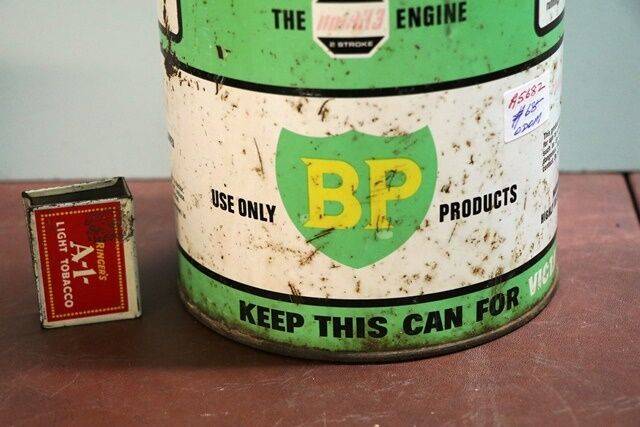 THE ENGINE
2 STROKE
A5682
USE ONLY BP PRODUCTS
KEEP THIS CAN FOR
RINGER'S
A-1-
LIGHT TOBACCO